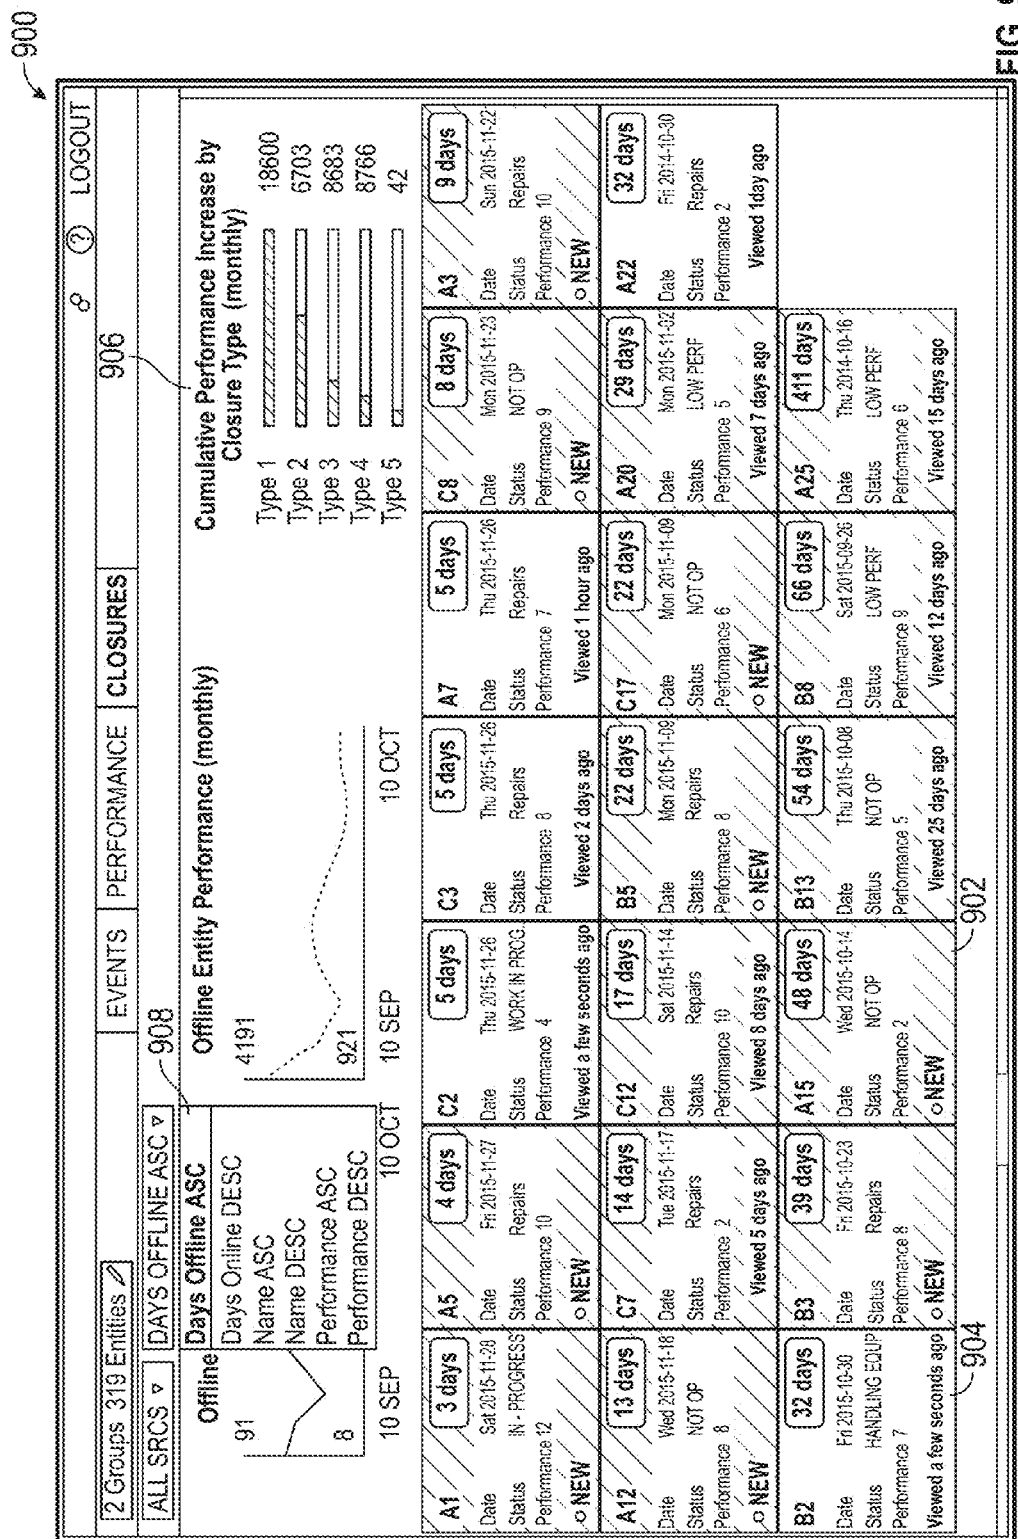 900
🔗 ? LOGOUT
2 Groups 319 Entities
EVENTS PERFORMANCE CLOSURES
906
ALL SRCS DAYS OFFLINE ASC
908
Days Offline ASC
Days Online DESC
Name ASC
Name DESC
Performance ASC
Performance DESC
Offline
91
8
10 SEP 10 OCT
Offline Entity Performance (monthly)
4191
921
10 SEP 10 OCT
Cumulative Performance Increase by
Closure Type (monthly)
Type 1 18600
Type 2 6703
Type 3 8683
Type 4 8766
Type 5 42
A1 3 days
Date Sat 2015-11-28
Status IN - PROGRESS
Performance 12
NEW
A5 4 days
Date Fri 2015-11-27
Status Repairs
Performance 10
NEW
C2 5 days
Date Thu 2015-11-26
Status WORK IN PROG.
Performance 4
Viewed a few seconds ago
C3 5 days
Date Thu 2015-11-26
Status Repairs
Performance 8
Viewed 2 days ago
A7 5 days
Date Thu 2015-11-26
Status Repairs
Performance 7
Viewed 1 hour ago
C8 8 days
Date Mon 2015-11-23
Status NOT OP
Performance 9
NEW
A3 9 days
Date Sun 2015-11-22
Status Repairs
Performance 10
NEW
A12 13 days
Date Wed 2015-11-18
Status NOT OP
Performance 8
NEW
C7 14 days
Date Tue 2015-11-17
Status Repairs
Performance 2
Viewed 5 days ago
C12 17 days
Date Sat 2015-11-14
Status Repairs
Performance 10
Viewed 8 days ago
B5 22 days
Date Mon 2015-11-09
Status Repairs
Performance 8
NEW
C17 22 days
Date Mon 2015-11-09
Status NOT OP
Performance 6
NEW
A20 29 days
Date Mon 2015-11-02
Status LOW PERF
Performance 5
Viewed 7 days ago
A22 32 days
Date Fri 2014-10-30
Status Repairs
Performance 2
Viewed 1day ago
B2 32 days
Date Fri 2015-10-30
Status HANDLING EQUIP
Performance 7
Viewed a few seconds ago
B3 39 days
Date Fri 2015-10-23
Status Repairs
Performance 8
NEW
A15 48 days
Date Wed 2015-10-14
Status NOT OP
Performance 2
NEW
B13 54 days
Date Thu 2015-10-08
Status NOT OP
Performance 5
Viewed 25 days ago
B8 66 days
Date Sat 2015-09-26
Status LOW PERF
Performance 9
Viewed 12 days ago
A25 411 days
Date Thu 2014-10-16
Status LOW PERF
Performance 6
Viewed 15 days ago
904
902
FIG.